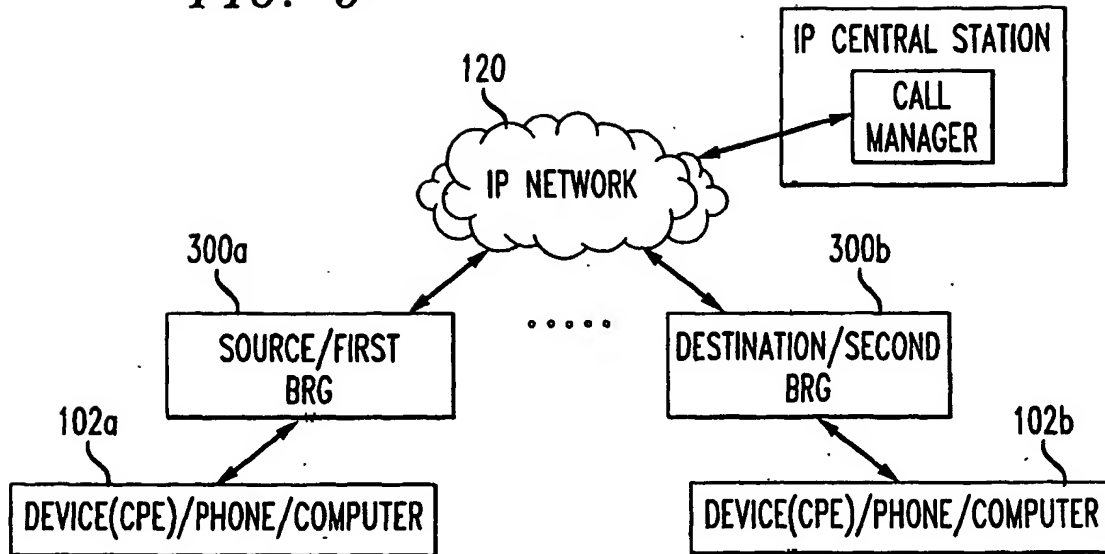 IP CENTRAL STATION
CALL
MANAGER
120
IP NETWORK
300a
300b
SOURCE/FIRST
BRG
DESTINATION/SECOND
BRG
102a
102b
DEVICE(CPE)/PHONE/COMPUTER
DEVICE(CPE)/PHONE/COMPUTER